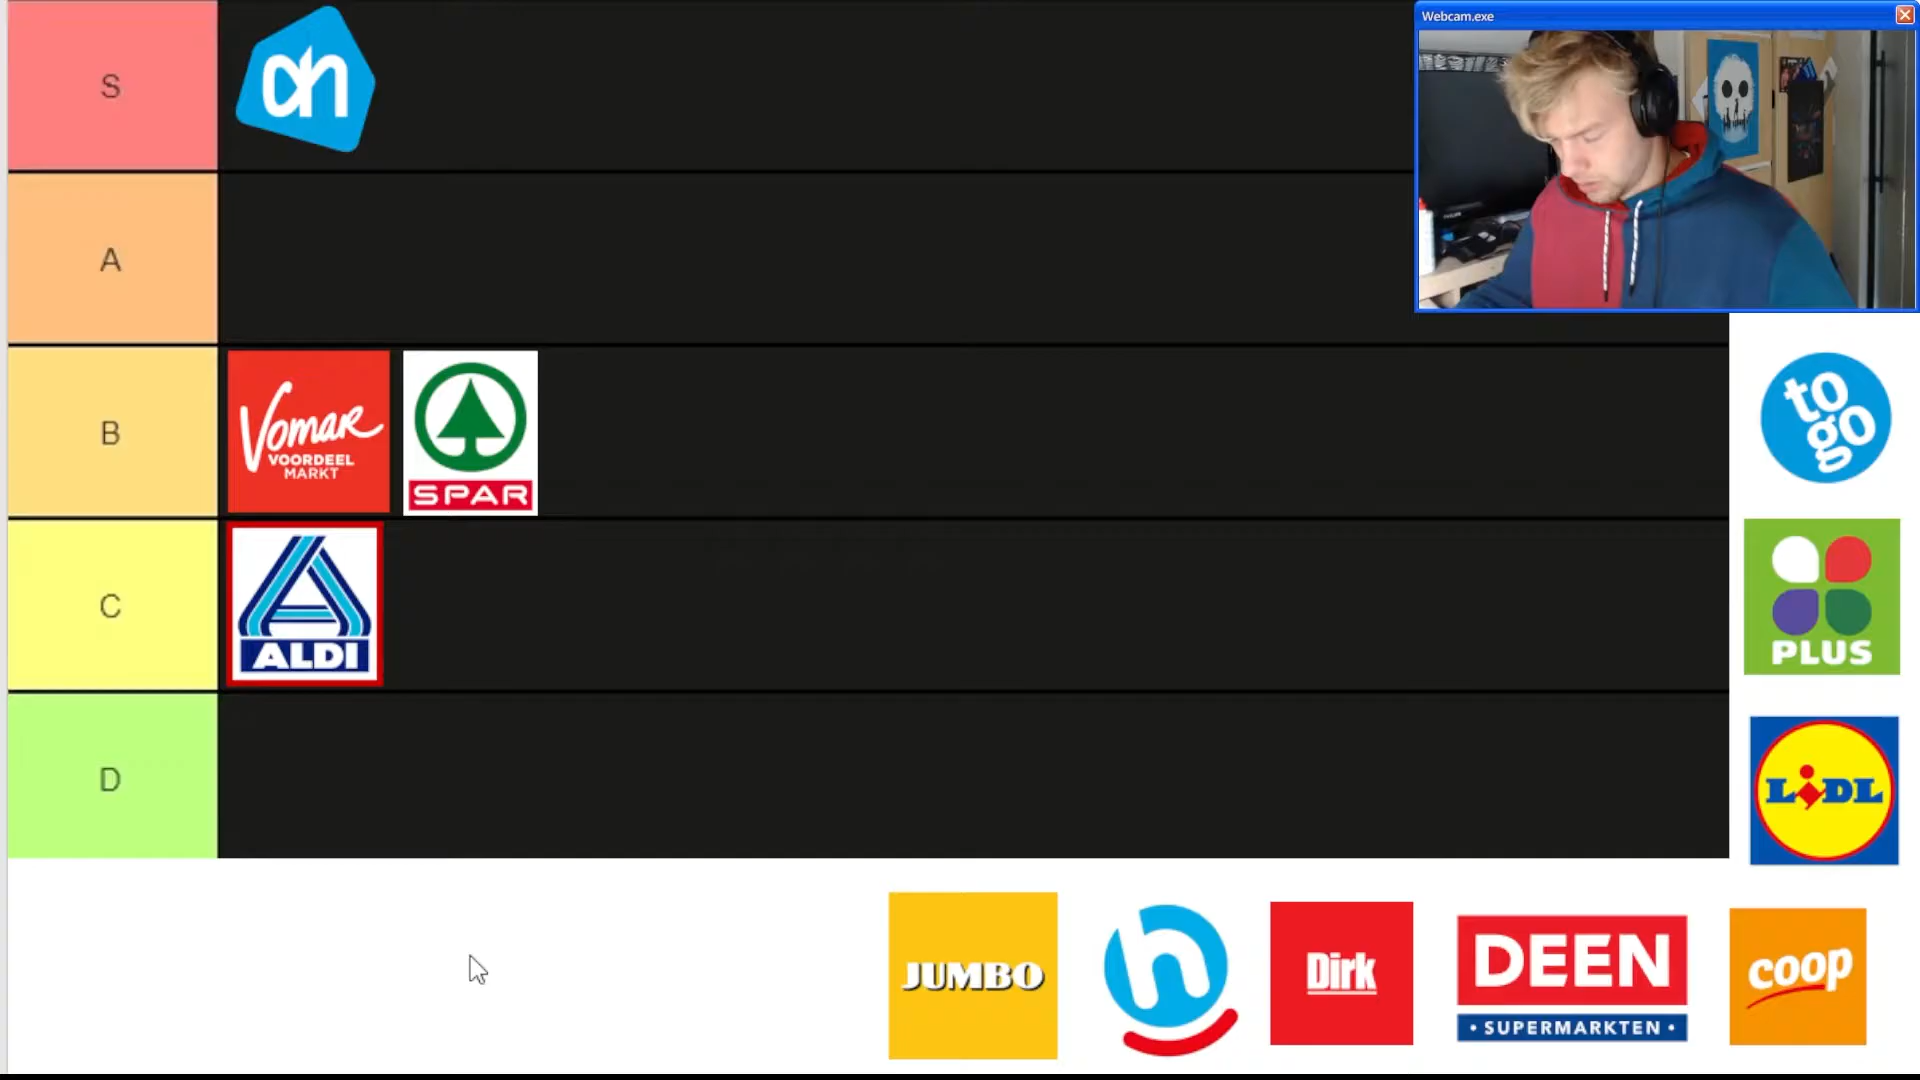 Webcam.exe
S
ah
A
B
Vomar
VOORDEEL
MARKT
SPAR
to
go
C
ALDI
PLUS
D
LIDL
JUMBO
h
Dirk
DEEN
• SUPERMARKTEN •
coop